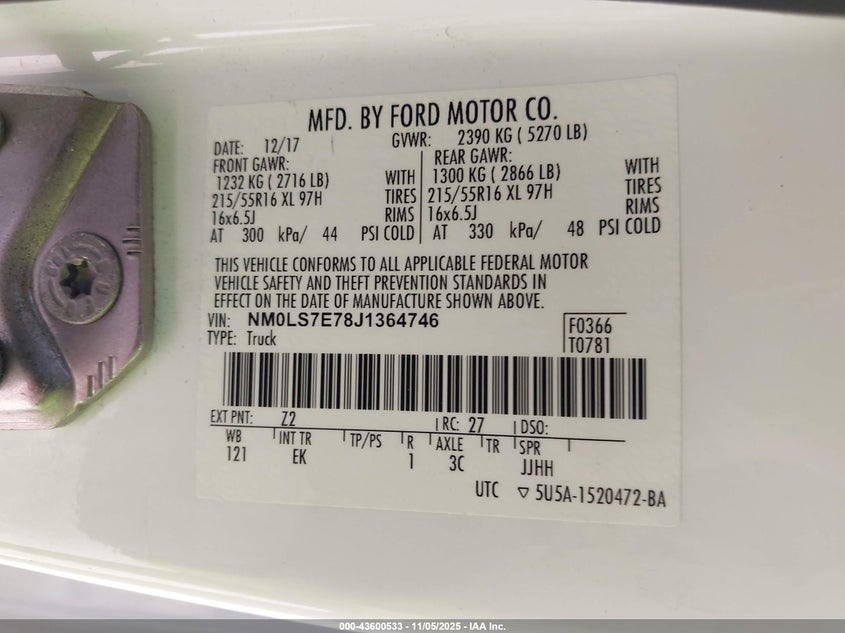 MFD. BY FORD MOTOR CO.
DATE: 12/17 GVWR: 2390 KG ( 5270 LB)
FRONT GAWR: REAR GAWR:
1232 KG ( 2716 LB) WITH 1300 KG ( 2866 LB) WITH
215/55R16 XL 97H TIRES 215/55R16 XL 97H TIRES
16x6.5J RIMS 16x6.5J RIMS
AT 300 kPa/ 44 PSI COLD AT 330 kPa/ 48 PSI COLD
THIS VEHICLE CONFORMS TO ALL APPLICABLE FEDERAL MOTOR
VEHICLE SAFETY AND THEFT PREVENTION STANDARDS IN
EFFECT ON THE DATE OF MANUFACTURE SHOWN ABOVE.
VIN: NM0LS7E78J1364746 F0366
TYPE: Truck T0781
EXT PNT: Z2 RC: 27 DSO:
WB INT TR TP/PS R AXLE TR SPR
121 EK 1 3C JJHH
UTC ▽ 5U5A-1520472-BA
000-43600533 - 11/05/2025 - IAA Inc.